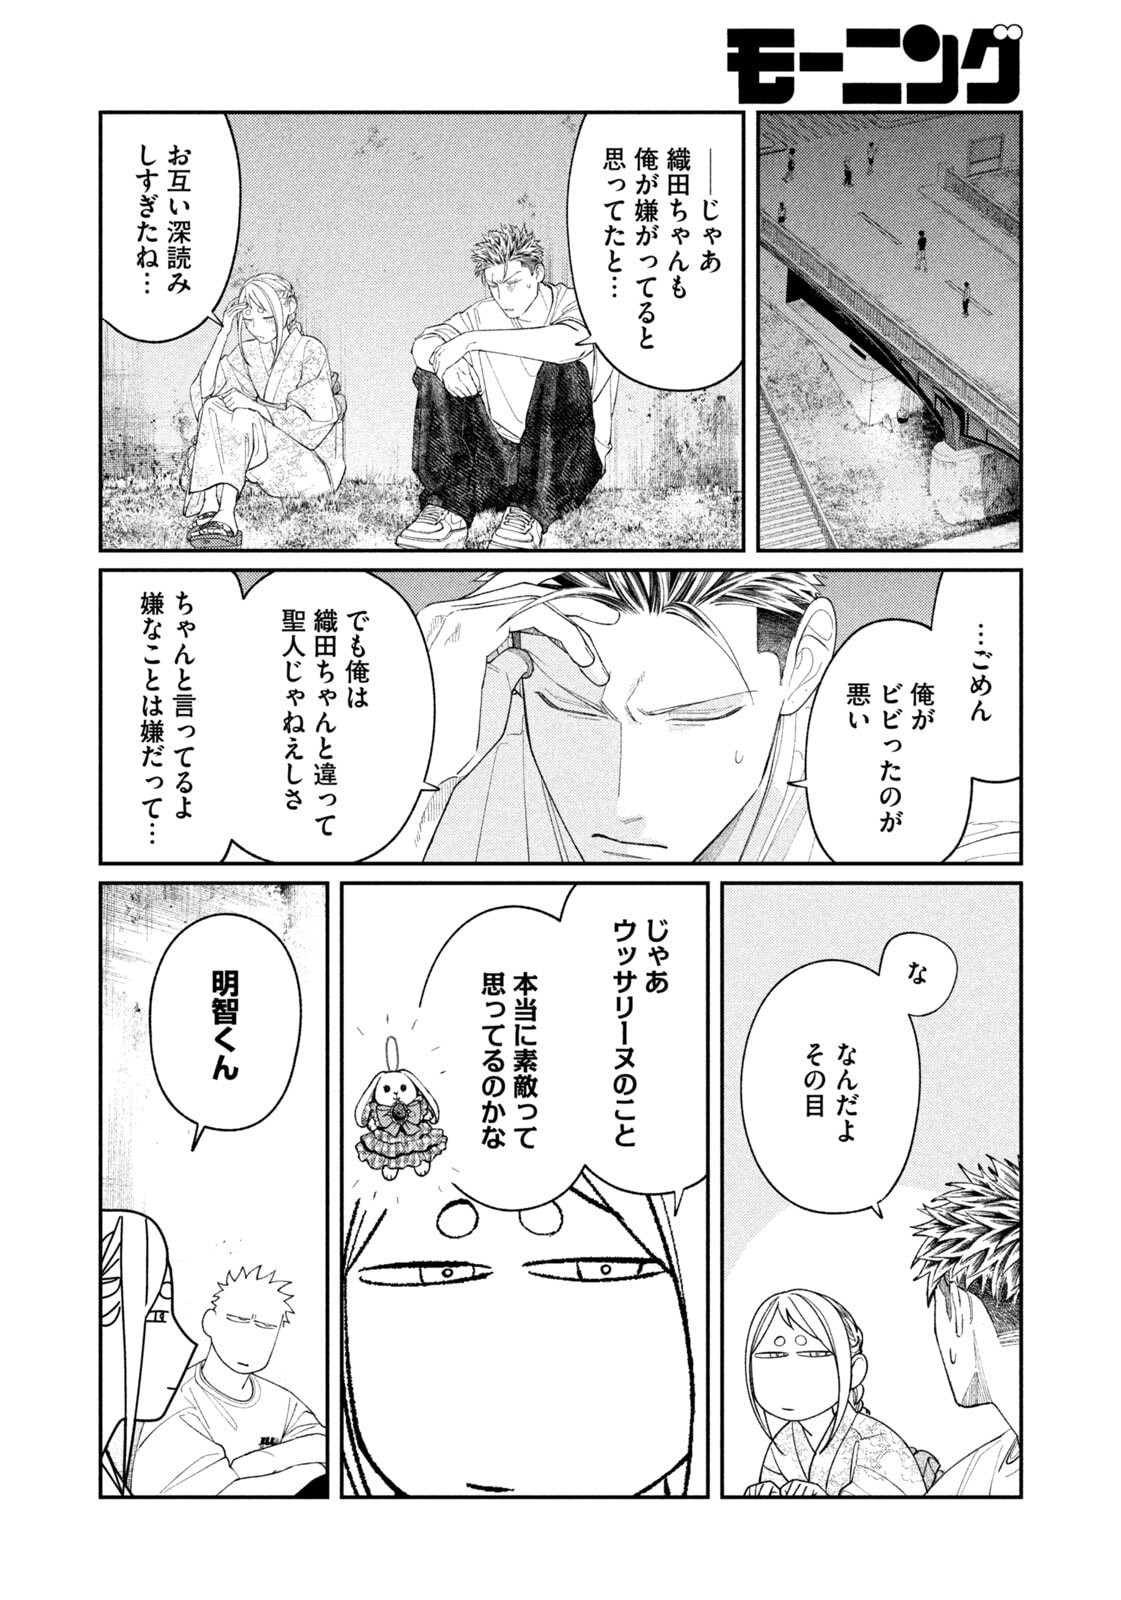 モーニング
──じゃあ
織田ちゃんも
俺が嫌がってると
思ってたと…
お互い深読み
しすぎたね…
…ごめん
俺が
ビビったのが
悪い
でも俺は
織田ちゃんと違って
聖人じゃねえしさ
ちゃんと言ってるよ
嫌なことは嫌だって…
な
なんだよ
その目
じゃあ
ウッサリーヌのこと
本当に素敵って
思ってるのかな
明智くん